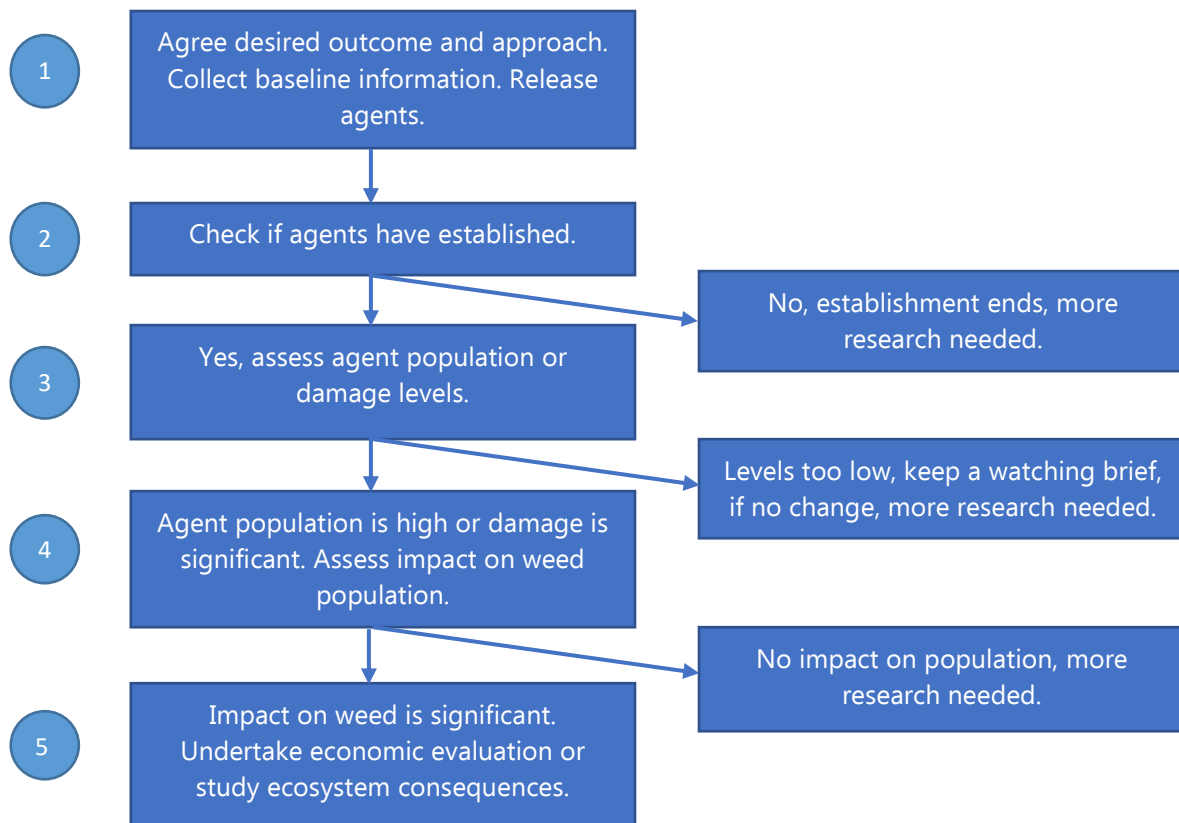 1
Agree desired outcome and approach.
Collect baseline information. Release
agents.
2
Check if agents have established.
No, establishment ends, more
research needed.
3
Yes, assess agent population or
damage levels.
Levels too low, keep a watching brief,
if no change, more research needed.
4
Agent population is high or damage is
significant. Assess impact on weed
population.
No impact on population, more
research needed.
5
Impact on weed is significant.
Undertake economic evaluation or
study ecosystem consequences.